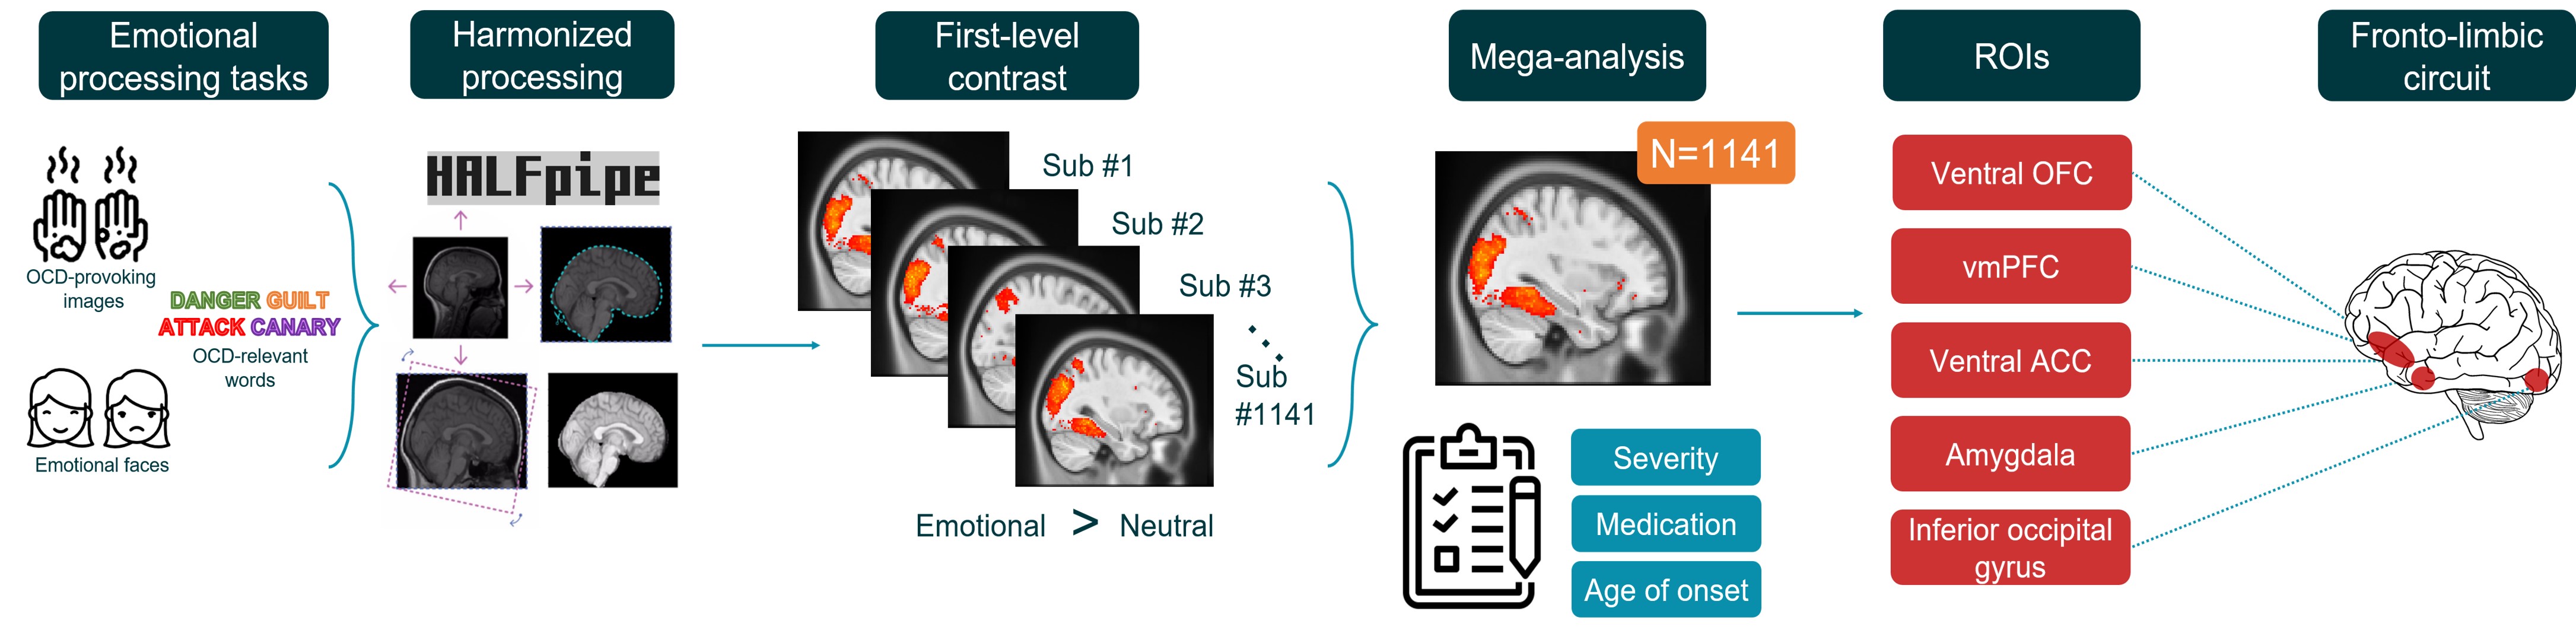 Emotional
processing tasks
Harmonized
processing
First-level
contrast
Mega-analysis
ROIs
Fronto-limbic
circuit
OCD-provoking
images
DANGER GUILT
ATTACK CANARY
OCD-relevant
words
Emotional faces
HALFpipe
Sub #1
Sub #2
Sub #3
Sub
#1141
Emotional > Neutral
N=1141
Severity
Medication
Age of onset
Ventral OFC
vmPFC
Ventral ACC
Amygdala
Inferior occipital
gyrus